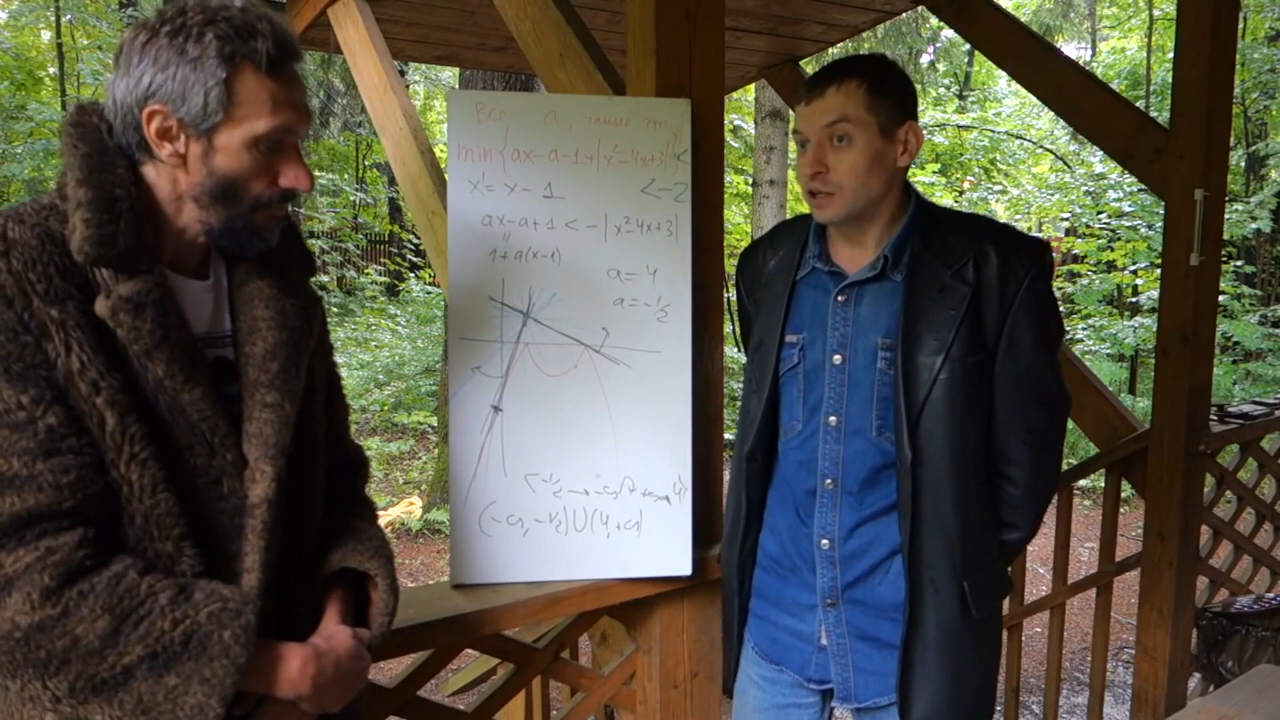 Все a, такие что
min {ax-a-1+|x²-4x+3|} <
x'= x-1 <-2
ax-a+1 < -|x²-4x+3|
"
1+a(x-1)
a=4
a=-½
(-∞, -½)∪(4, +∞)